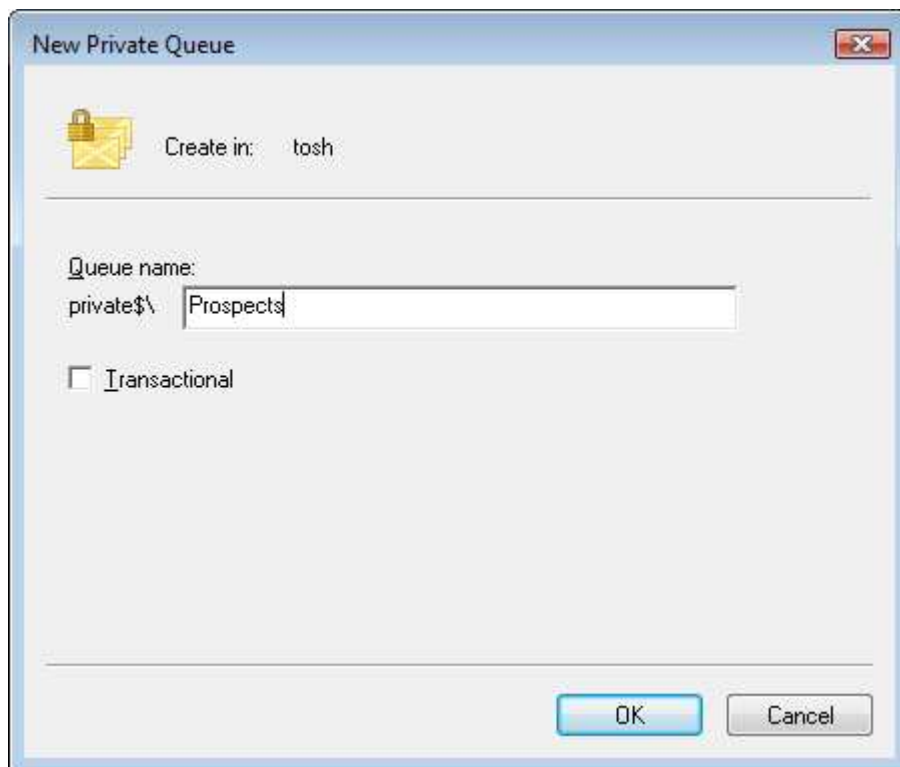 New Private Queue
Create in: tosh
Queue name:
private$\ Prospects
Transactional
OK Cancel